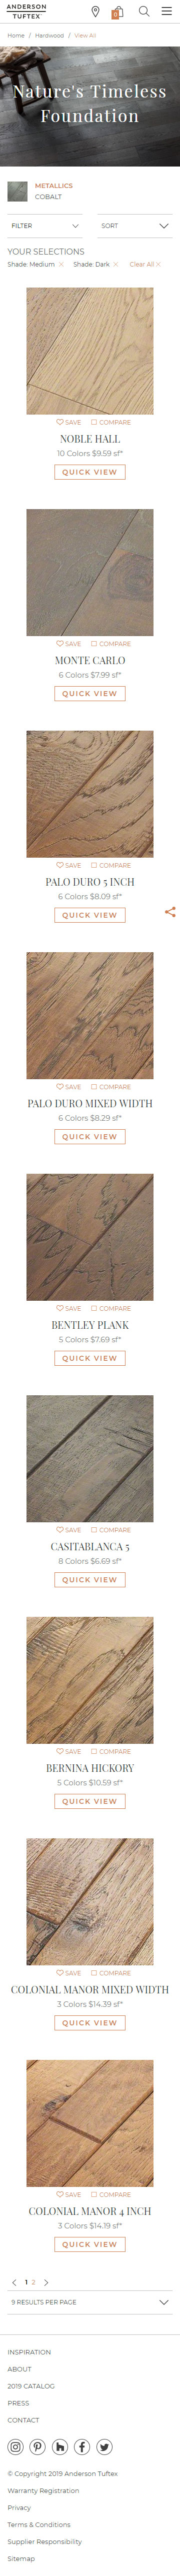 ANDERSON
TUFTEX
0
Home / Hardwood / View All
Nature's Timeless
Foundation
METALLICS
COBALT
FILTER SORT
YOUR SELECTIONS
Shade: Medium × Shade: Dark × Clear All ×
SAVE COMPARE
NOBLE HALL
10 Colors $9.59 sf*
QUICK VIEW
SAVE COMPARE
MONTE CARLO
6 Colors $7.99 sf*
QUICK VIEW
SAVE COMPARE
PALO DURO 5 INCH
6 Colors $8.09 sf*
QUICK VIEW
SAVE COMPARE
PALO DURO MIXED WIDTH
6 Colors $8.29 sf*
QUICK VIEW
SAVE COMPARE
BENTLEY PLANK
5 Colors $7.69 sf*
QUICK VIEW
SAVE COMPARE
CASITABLANCA 5
8 Colors $6.69 sf*
QUICK VIEW
SAVE COMPARE
BERNINA HICKORY
5 Colors $10.59 sf*
QUICK VIEW
SAVE COMPARE
COLONIAL MANOR MIXED WIDTH
3 Colors $14.39 sf*
QUICK VIEW
SAVE COMPARE
COLONIAL MANOR 4 INCH
3 Colors $14.19 sf*
QUICK VIEW
1 2
9 RESULTS PER PAGE
INSPIRATION
ABOUT
2019 CATALOG
PRESS
CONTACT
© Copyright 2019 Anderson Tuftex
Warranty Registration
Privacy
Terms & Conditions
Supplier Responsibility
Sitemap